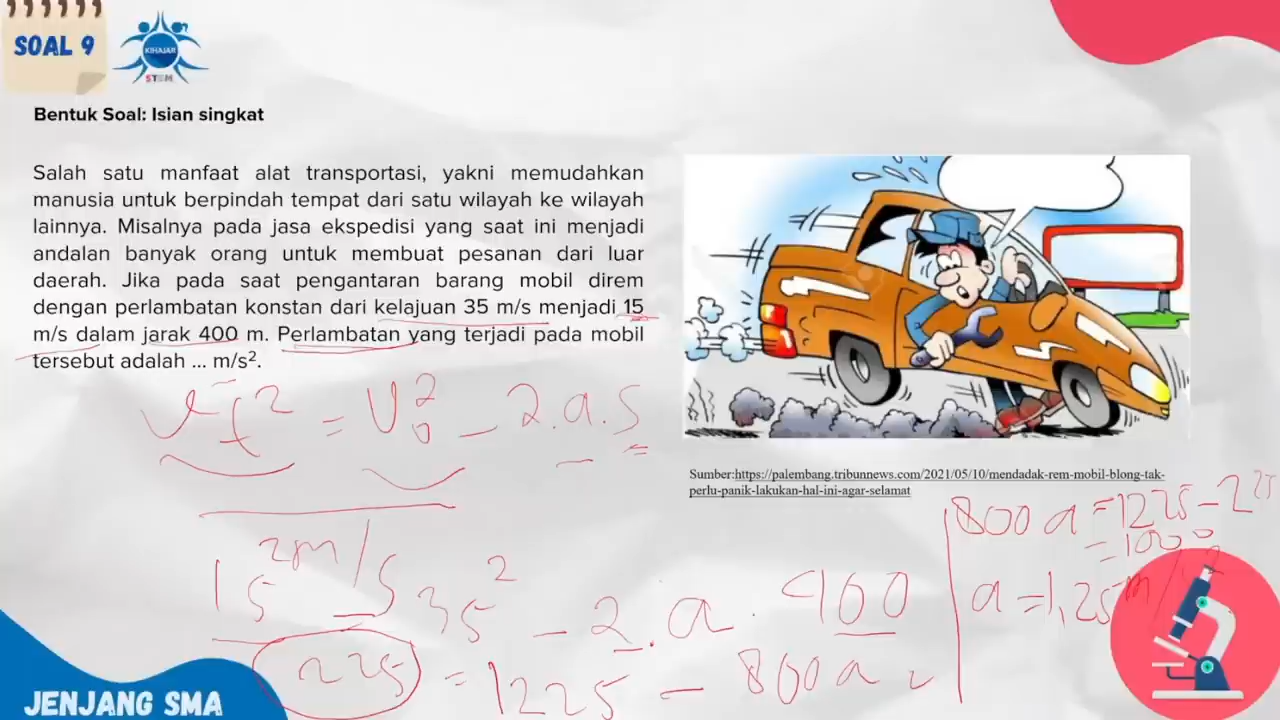 SOAL 9
KIHAJAR
STEM
Bentuk Soal: Isian singkat
Salah satu manfaat alat transportasi, yakni memudahkan
manusia untuk berpindah tempat dari satu wilayah ke wilayah
lainnya. Misalnya pada jasa ekspedisi yang saat ini menjadi
andalan banyak orang untuk membuat pesanan dari luar
daerah. Jika pada saat pengantaran barang mobil direm
dengan perlambatan konstan dari kelajuan 35 m/s menjadi 15
m/s dalam jarak 400 m. Perlambatan yang terjadi pada mobil
tersebut adalah ... m/s².
Sumber:https://palembang.tribunnews.com/2021/05/10/mendadak-rem-mobil-blong-tak-
perlu-panik-lakukan-hal-ini-agar-selamat
Vt² = V₀² - 2.a.s
15² m/s 35² - 2.a.400
225 = 1225 - 800a
800a = 1225 - 225
= 1000
a = 1,25 m/
JENJANG SMA